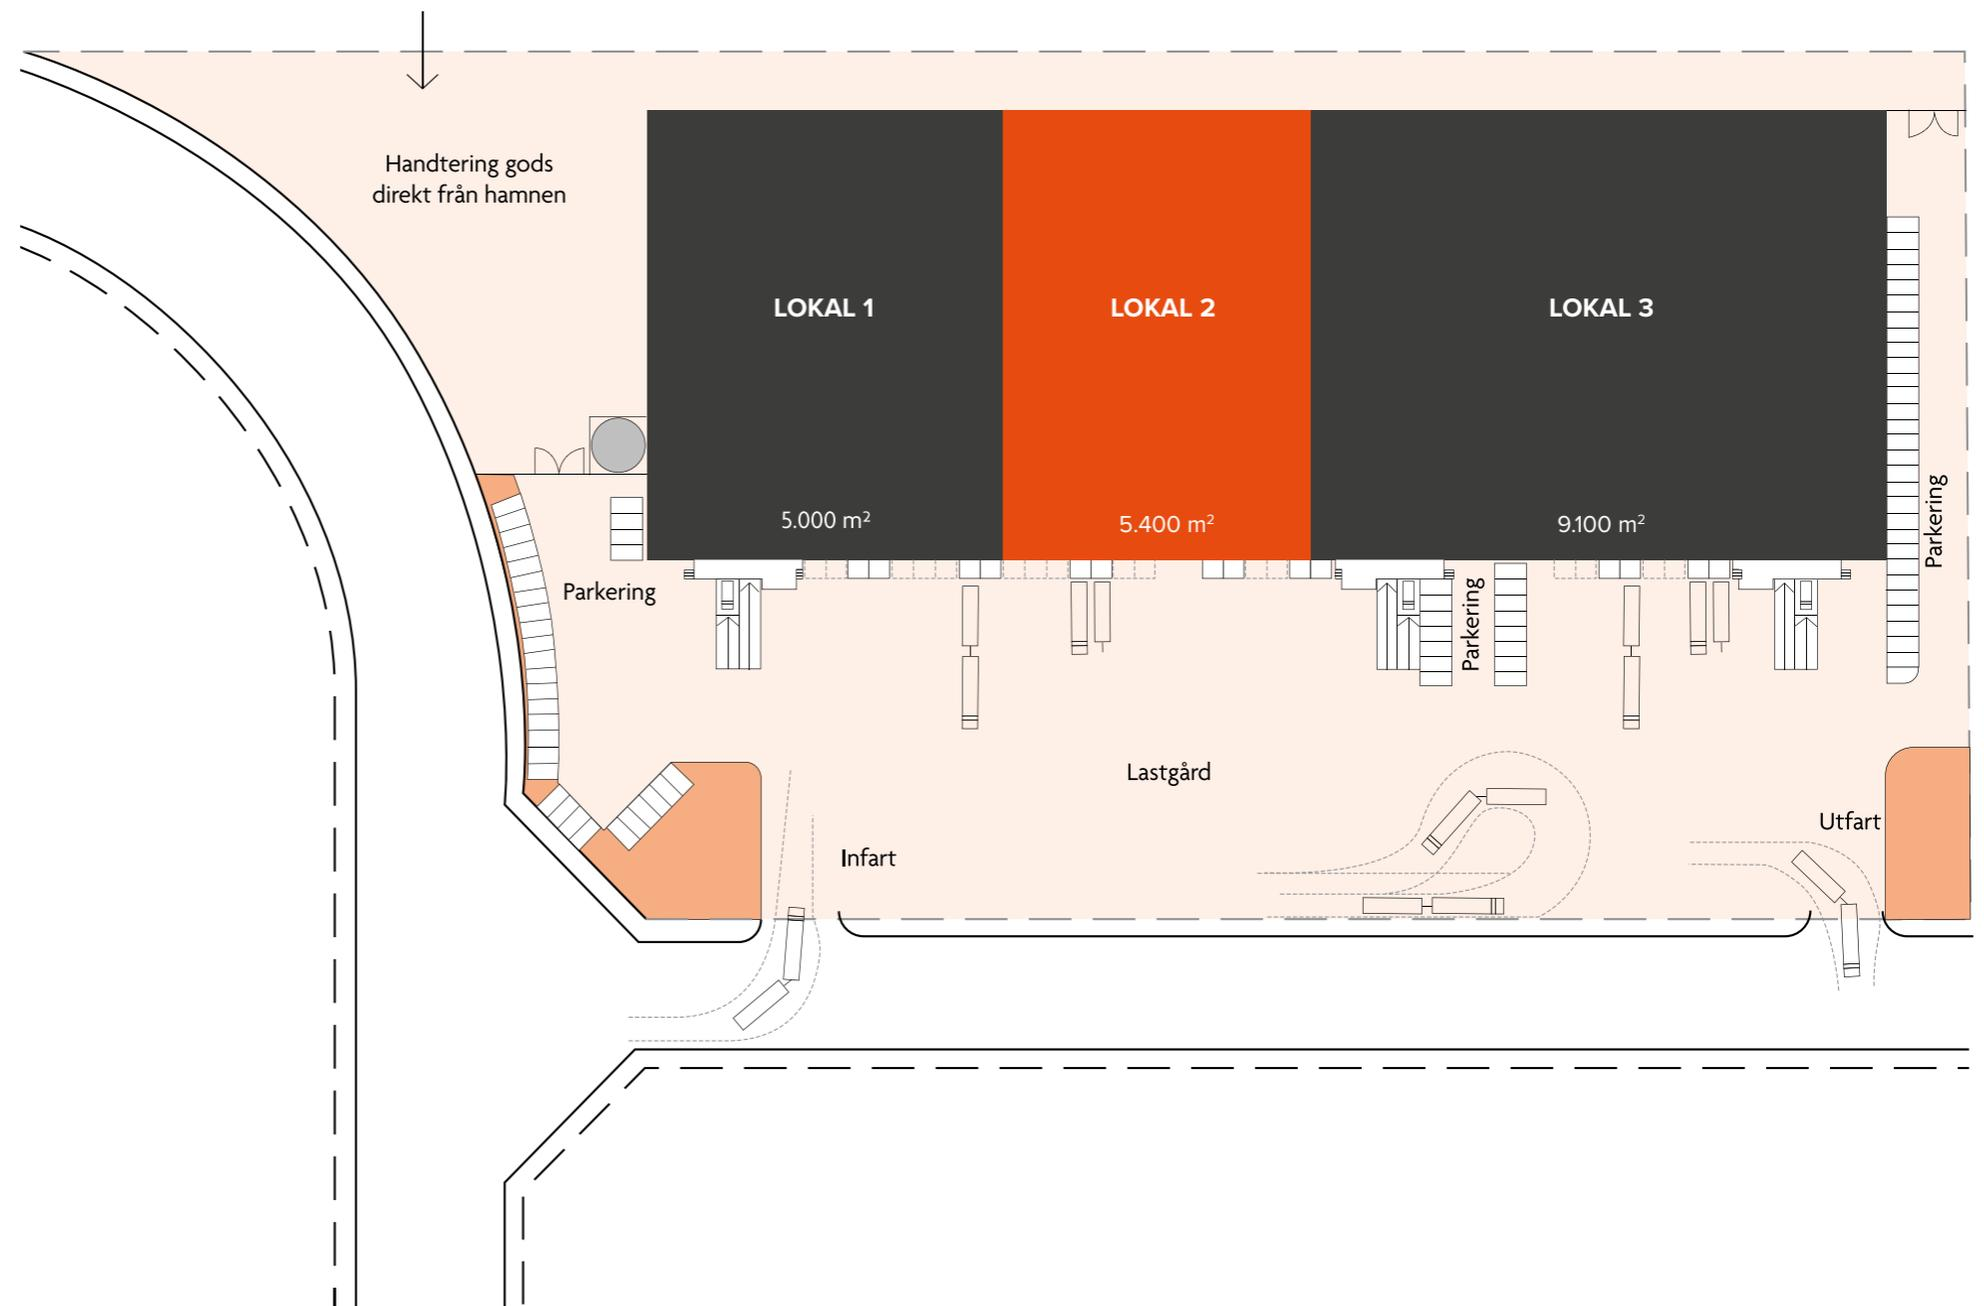 Handtering gods
direkt från hamnen
LOKAL 1
LOKAL 2
LOKAL 3
5.000 m²
5.400 m²
9.100 m²
Parkering
Parkering
Parkering
Lastgård
Infart
Utfart